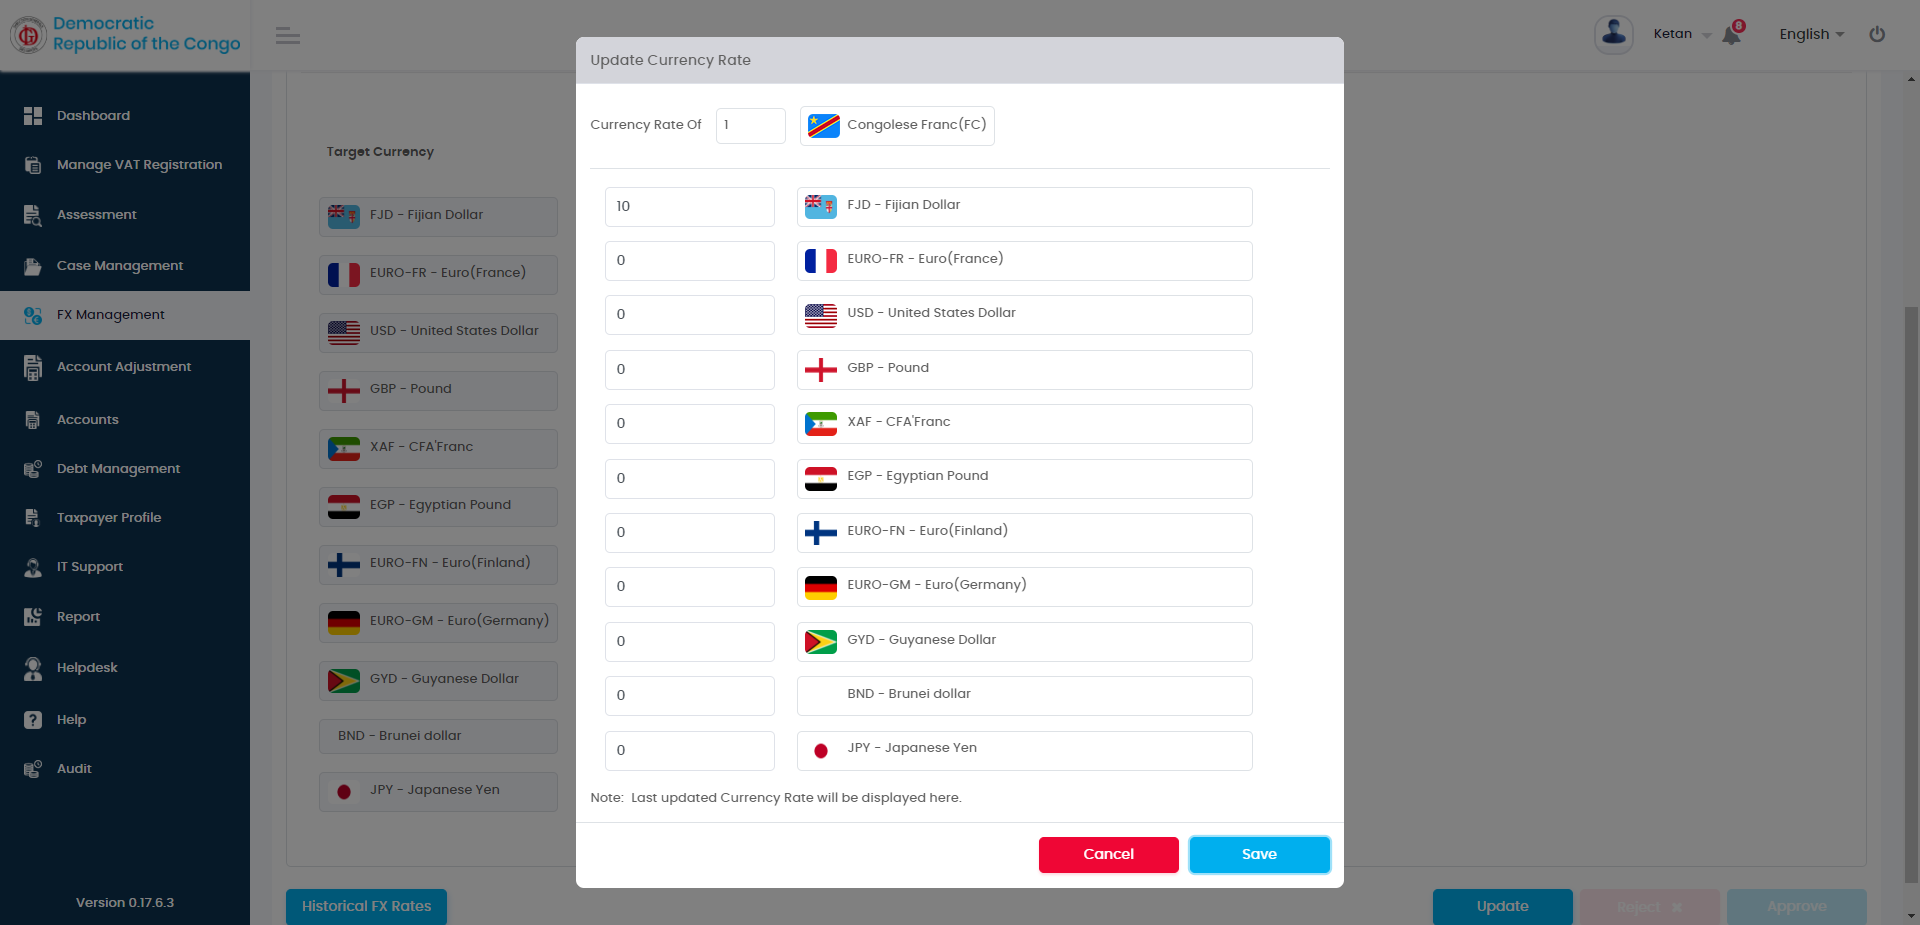 Democratic
Republic of the Congo
Ketan
8
English
Dashboard
Manage VAT Registration
Assessment
Case Management
FX Management
Account Adjustment
Accounts
Debt Management
Taxpayer Profile
IT Support
Report
Helpdesk
Help
Audit
Version 0.17.6.3
Target Currency
FJD - Fijian Dollar
EURO-FR - Euro(France)
USD - United States Dollar
GBP - Pound
XAF - CFA'Franc
EGP - Egyptian Pound
EURO-FN - Euro(Finland)
EURO-GM - Euro(Germany)
GYD - Guyanese Dollar
BND - Brunei dollar
JPY - Japanese Yen
Historical FX Rates
Update
Reject ✖
Approve
Update Currency Rate
Currency Rate Of 1 Congolese Franc(FC)
10 FJD - Fijian Dollar
0 EURO-FR - Euro(France)
0 USD - United States Dollar
0 GBP - Pound
0 XAF - CFA'Franc
0 EGP - Egyptian Pound
0 EURO-FN - Euro(Finland)
0 EURO-GM - Euro(Germany)
0 GYD - Guyanese Dollar
0 BND - Brunei dollar
0 JPY - Japanese Yen
Note: Last updated Currency Rate will be displayed here.
Cancel
Save